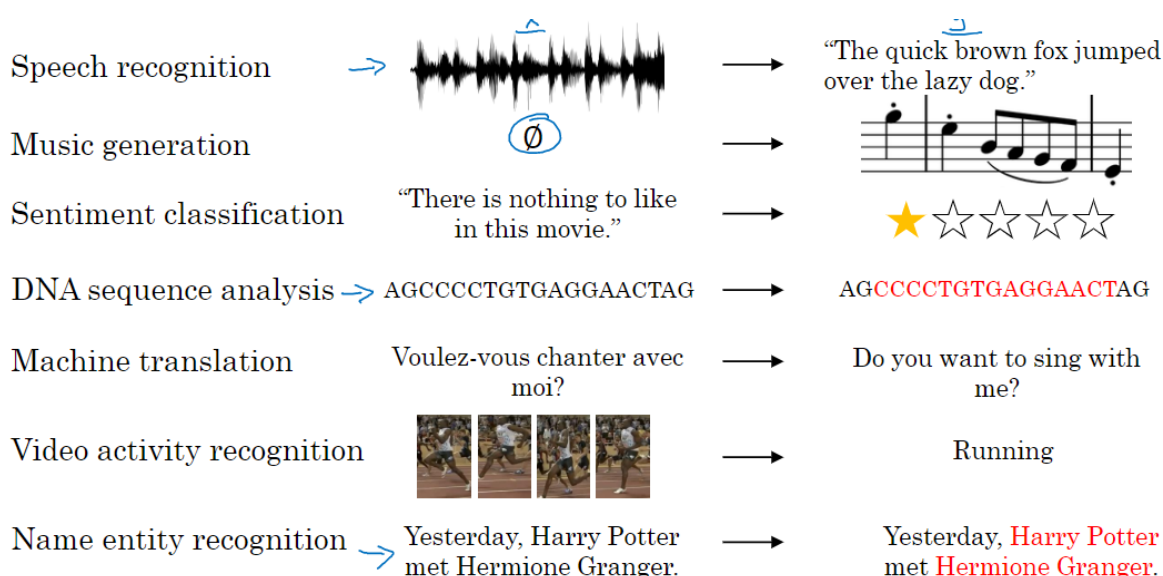 Speech recognition
“The quick brown fox jumped
over the lazy dog.”
Music generation
∅
Sentiment classification
“There is nothing to like
in this movie.”
DNA sequence analysis
AGCCCCTGTGAGGAACTAG
AGCCCCTGTGAGGAACTAG
Machine translation
Voulez-vous chanter avec
moi?
Do you want to sing with
me?
Video activity recognition
Running
Name entity recognition
Yesterday, Harry Potter
met Hermione Granger.
Yesterday, Harry Potter
met Hermione Granger.